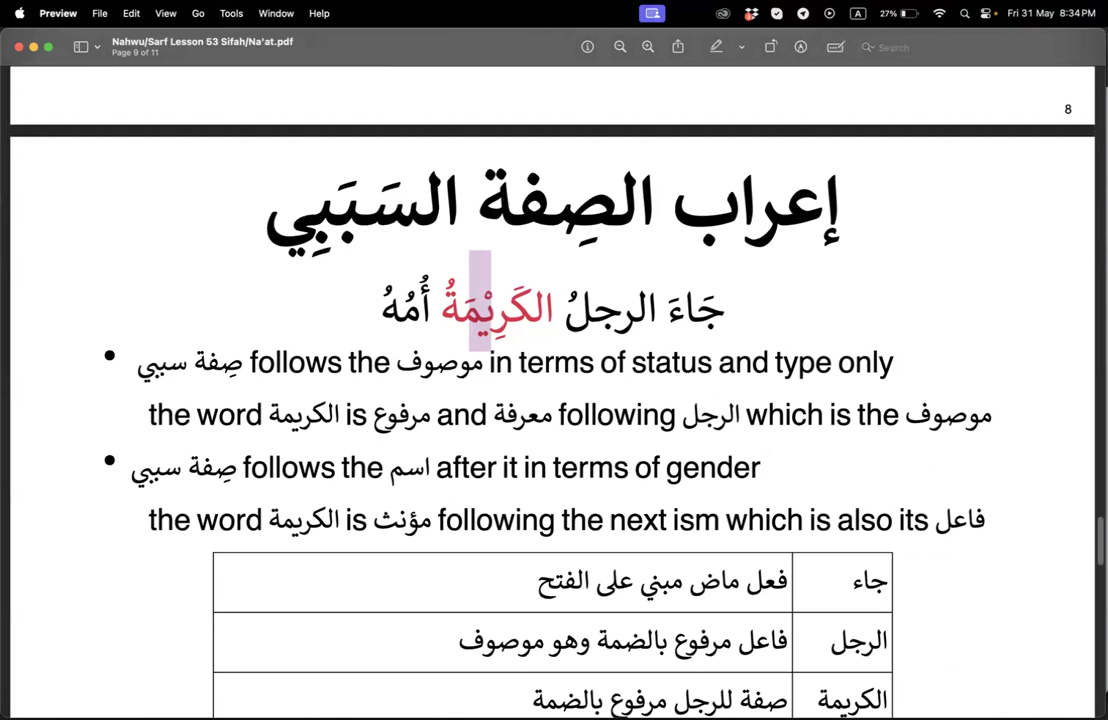 Preview File Edit View Go Tools Window Help A 27% Fri 31 May 8:34 PM
Nahwu/Sarf Lesson 53 Sifah/Na'at.pdf
Page 9 of 11
Search
8
إعراب الصِفة السَبَبِي
جَاءَ الرجلُ الكَرِيْمَةُ أُمُهُ
• صِفة سببي follows the موصوف in terms of status and type only
the word الكريمة is مرفوع and معرفة following الرجل which is the موصوف
• صِفة سببي follows the اسم after it in terms of gender
the word الكريمة is مؤنث following the next ism which is also its فاعل
جاء فعل ماض مبني على الفتح
الرجل فاعل مرفوع بالضمة وهو موصوف
الكريمة صفة للرجل مرفوع بالضمة